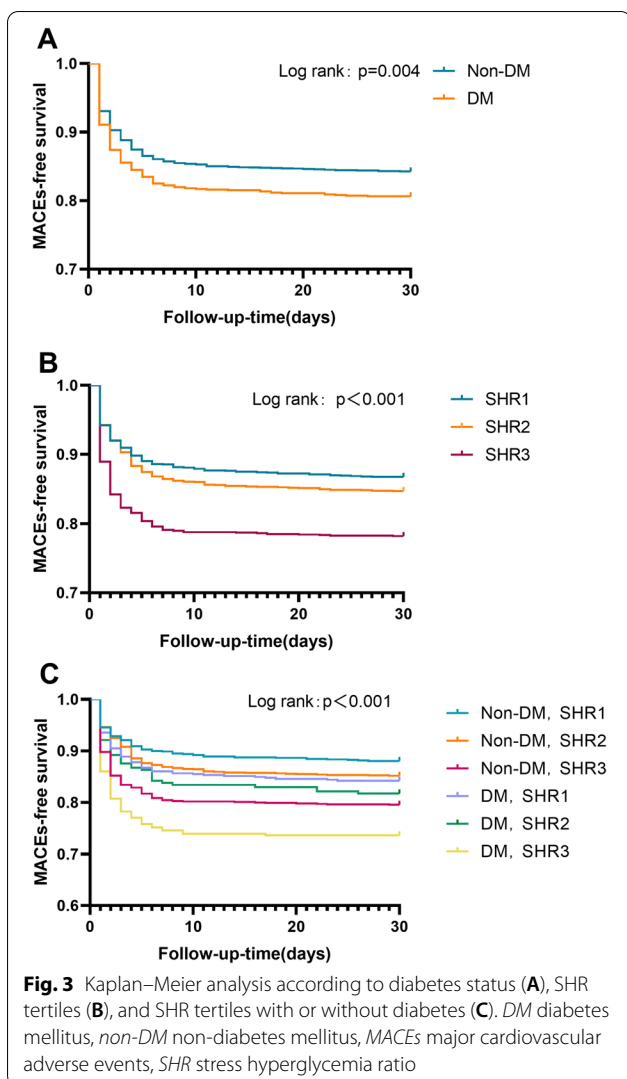 A
Log rank: p=0.004
Non-DM
DM
MACEs-free survival
1.0
0.9
0.8
0.7
0
10
20
30
Follow-up-time(days)
B
Log rank: p<0.001
SHR1
SHR2
SHR3
MACEs-free survival
1.0
0.9
0.8
0.7
0
10
20
30
Follow-up-time(days)
C
Log rank: p<0.001
Non-DM, SHR1
Non-DM, SHR2
Non-DM, SHR3
DM, SHR1
DM, SHR2
DM, SHR3
MACEs-free survival
1.0
0.9
0.8
0.7
0.6
0
10
20
30
Follow-up-time(days)
Fig. 3 Kaplan–Meier analysis according to diabetes status (A), SHR
tertiles (B), and SHR tertiles with or without diabetes (C). DM diabetes
mellitus, non-DM non-diabetes mellitus, MACEs major cardiovascular
adverse events, SHR stress hyperglycemia ratio